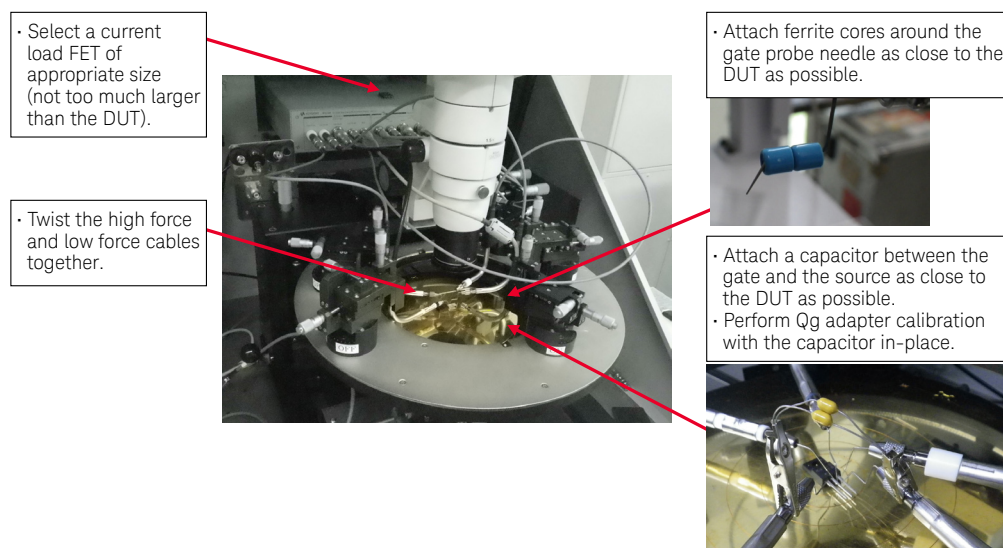 · Select a current
load FET of
appropriate size
(not too much larger
than the DUT).
· Twist the high force
and low force cables
together.
· Attach ferrite cores around the
gate probe needle as close to the
DUT as possible.
· Attach a capacitor between the
gate and the source as close to
the DUT as possible.
· Perform Qg adapter calibration
with the capacitor in-place.
OFF